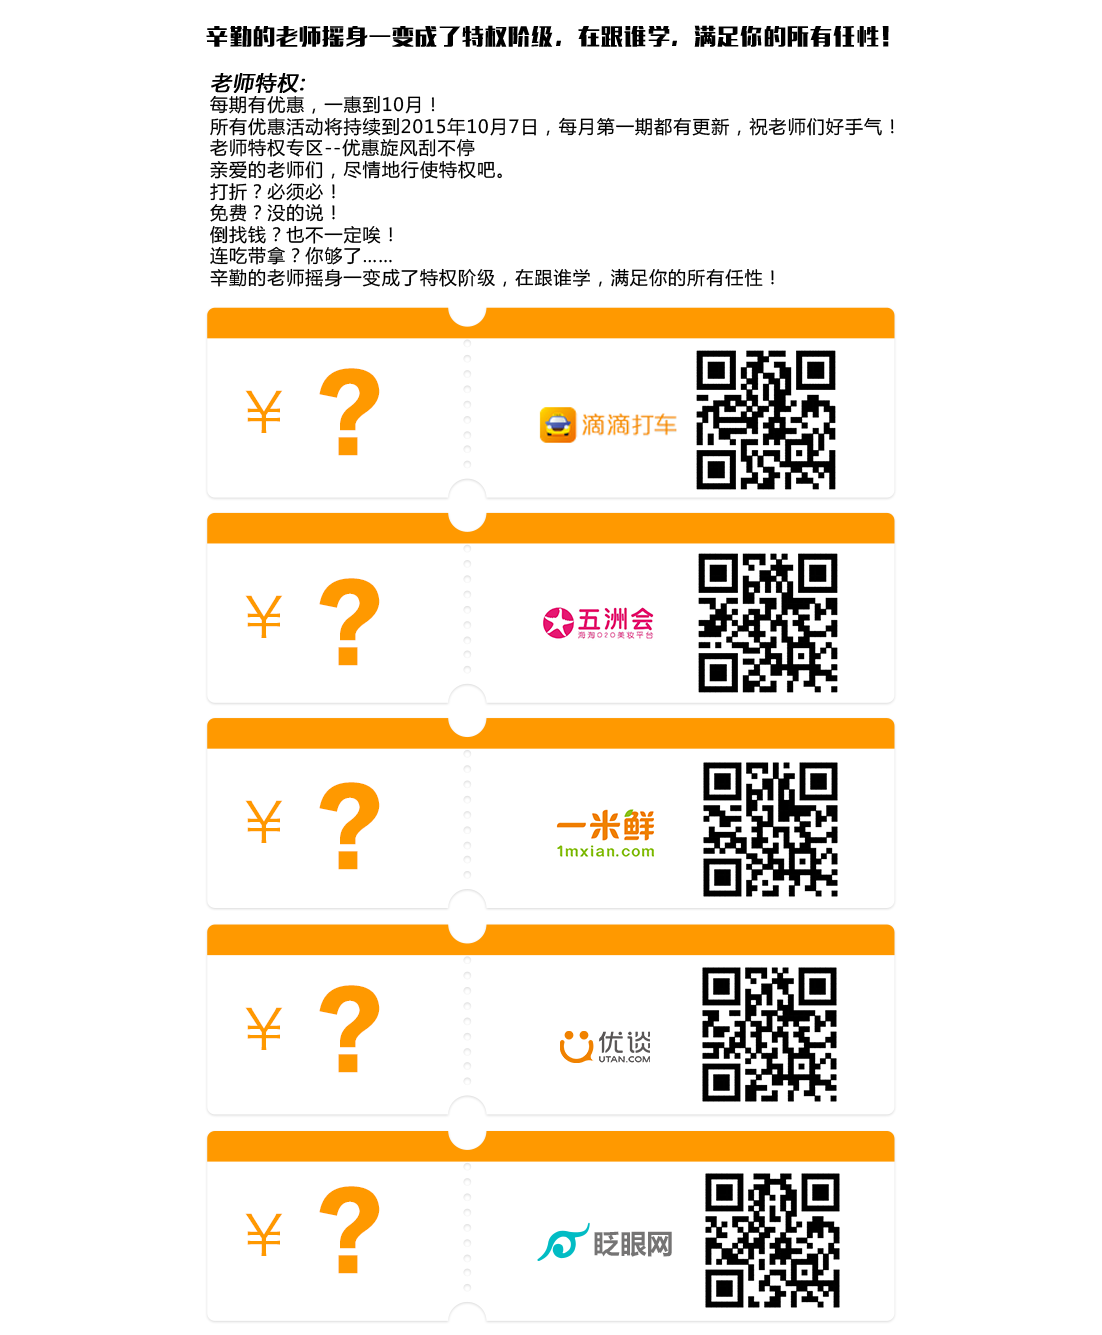 辛勤的老师摇身一变成了特权阶级，在跟谁学，满足你的所有任性！
老师特权：
每期有优惠，一惠到10月！
所有优惠活动将持续到2015年10月7日，每月第一期都有更新，祝老师们好手气！
老师特权专区--优惠旋风刮不停
亲爱的老师们，尽情地行使特权吧。
打折？必须必！
免费？没的说！
倒找钱？也不一定唉！
连吃带拿？你够了......
辛勤的老师摇身一变成了特权阶级，在跟谁学，满足你的所有任性！
￥ ?
滴滴打车
￥ ?
五洲会
海淘O2O美妆平台
￥ ?
一米鲜
1mxian.com
￥ ?
优谈
UTAN.COM
￥ ?
眨眼网